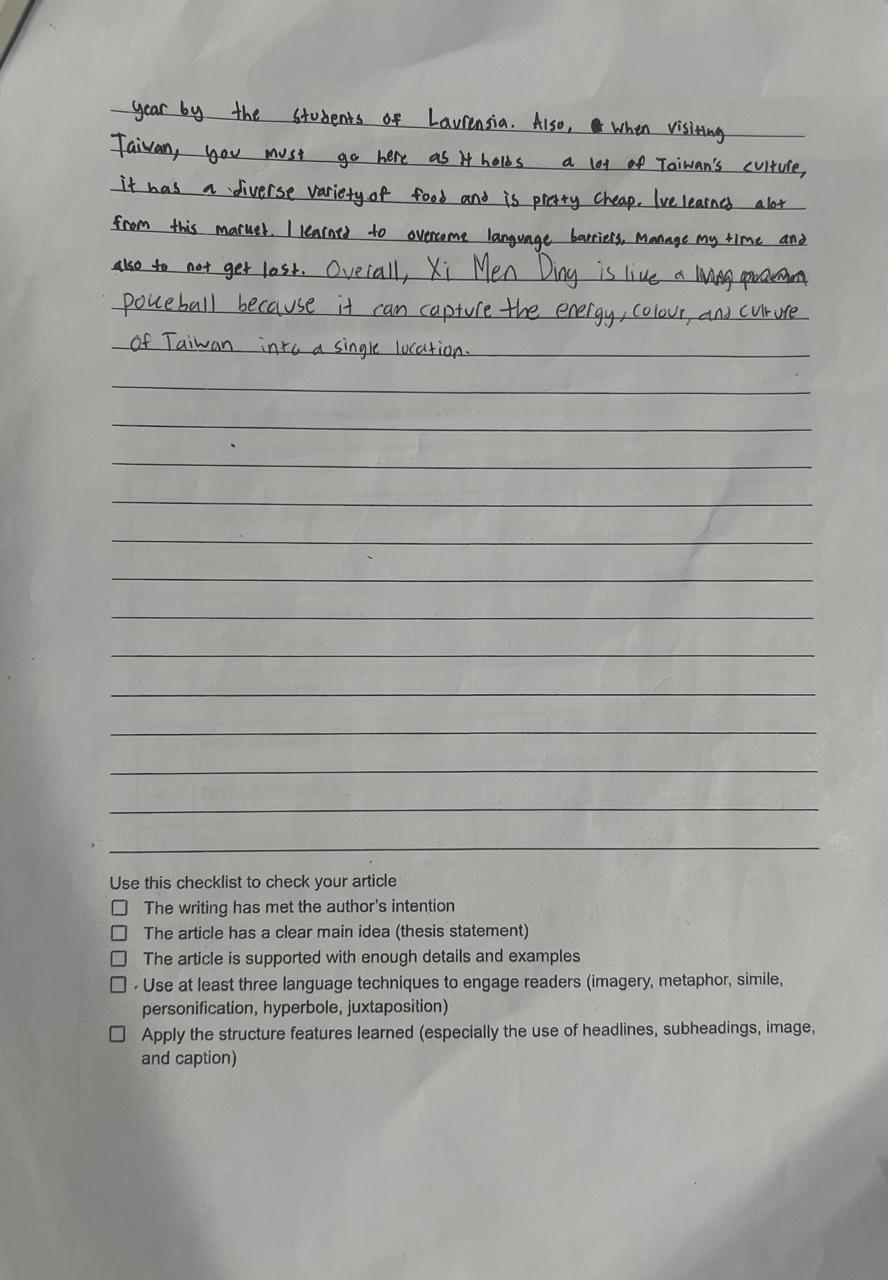 year by the students of Laurensia. Also, when visiting
Taiwan, you must go here as it holds a lot of Taiwan's culture,
it has a diverse variety of food and is pretty cheap. Ive learned alot
from this market. I learned to overcome language barriers, manage my time and
also to not get lost. Overall, Xi Men Ding is like a
pokeball because it can capture the energy, colour, and culture
of Taiwan into a single location.
Use this checklist to check your article
☐ The writing has met the author's intention
☐ The article has a clear main idea (thesis statement)
☐ The article is supported with enough details and examples
☐ Use at least three language techniques to engage readers (imagery, metaphor, simile,
personification, hyperbole, juxtaposition)
☐ Apply the structure features learned (especially the use of headlines, subheadings, image,
and caption)